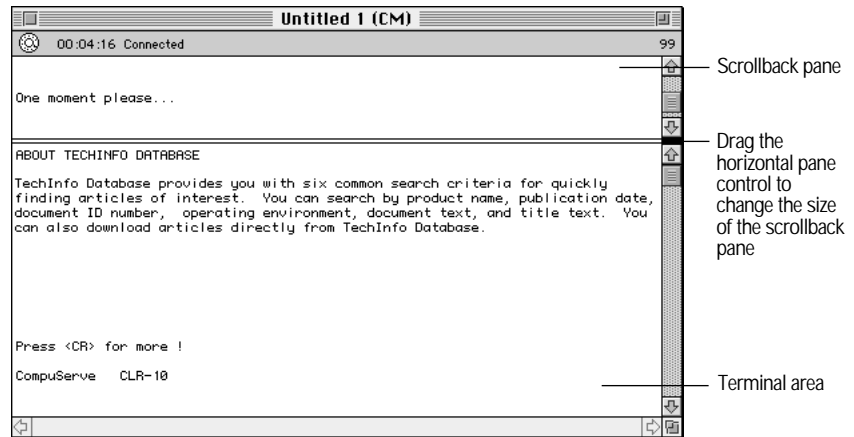 Untitled 1 (CM)
00:04:16 Connected 99
One moment please...
ABOUT TECHINFO DATABASE
TechInfo Database provides you with six common search criteria for quickly
finding articles of interest.  You can search by product name, publication date,
document ID number,  operating environment, document text, and title text.  You
can also download articles directly from TechInfo Database.
Press <CR> for more !
CompuServe   CLR-10
Scrollback pane
Drag the
horizontal pane
control to
change the size
of the scrollback
pane
Terminal area